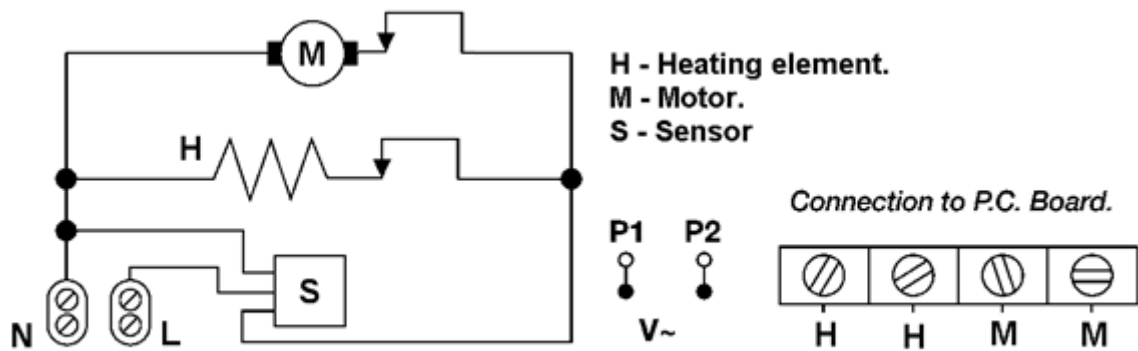 M
H - Heating element.
M - Motor.
S - Sensor
H
Connection to P.C. Board.
P1 P2
S
N L
V~
H H M M